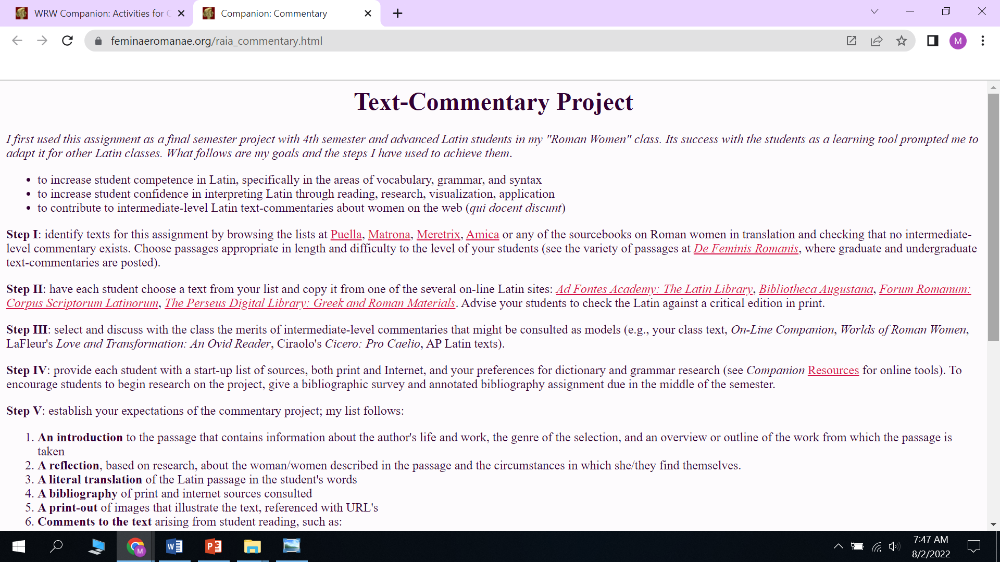 WRW Companion: Activities for
Companion: Commentary
feminaeromanae.org/raia_commentary.html
M
Text-Commentary Project
I first used this assignment as a final semester project with 4th semester and advanced Latin students in my "Roman Women" class. Its success with the students as a learning tool prompted me to
adapt it for other Latin classes. What follows are my goals and the steps I have used to achieve them.
• to increase student competence in Latin, specifically in the areas of vocabulary, grammar, and syntax
• to increase student confidence in interpreting Latin through reading, research, visualization, application
• to contribute to intermediate-level Latin text-commentaries about women on the web (qui docent discunt)
Step I: identify texts for this assignment by browsing the lists at Puella, Matrona, Meretrix, Amica or any of the sourcebooks on Roman women in translation and checking that no intermediate-
level commentary exists. Choose passages appropriate in length and difficulty to the level of your students (see the variety of passages at De Feminis Romanis, where graduate and undergraduate
text-commentaries are posted).
Step II: have each student choose a text from your list and copy it from one of the several on-line Latin sites: Ad Fontes Academy: The Latin Library, Bibliotheca Augustana, Forum Romanum:
Corpus Scriptorum Latinorum, The Perseus Digital Library: Greek and Roman Materials. Advise your students to check the Latin against a critical edition in print.
Step III: select and discuss with the class the merits of intermediate-level commentaries that might be consulted as models (e.g., your class text, On-Line Companion, Worlds of Roman Women,
LaFleur's Love and Transformation: An Ovid Reader, Ciraolo's Cicero: Pro Caelio, AP Latin texts).
Step IV: provide each student with a start-up list of sources, both print and Internet, and your preferences for dictionary and grammar research (see Companion Resources for online tools). To
encourage students to begin research on the project, give a bibliographic survey and annotated bibliography assignment due in the middle of the semester.
Step V: establish your expectations of the commentary project; my list follows:
1. An introduction to the passage that contains information about the author's life and work, the genre of the selection, and an overview or outline of the work from which the passage is
taken
2. A reflection, based on research, about the woman/women described in the passage and the circumstances in which she/they find themselves.
3. A literal translation of the Latin passage in the student's words
4. A bibliography of print and internet sources consulted
5. A print-out of images that illustrate the text, referenced with URL's
6. Comments to the text arising from student reading, such as:
M
W
P
7:47 AM
8/2/2022